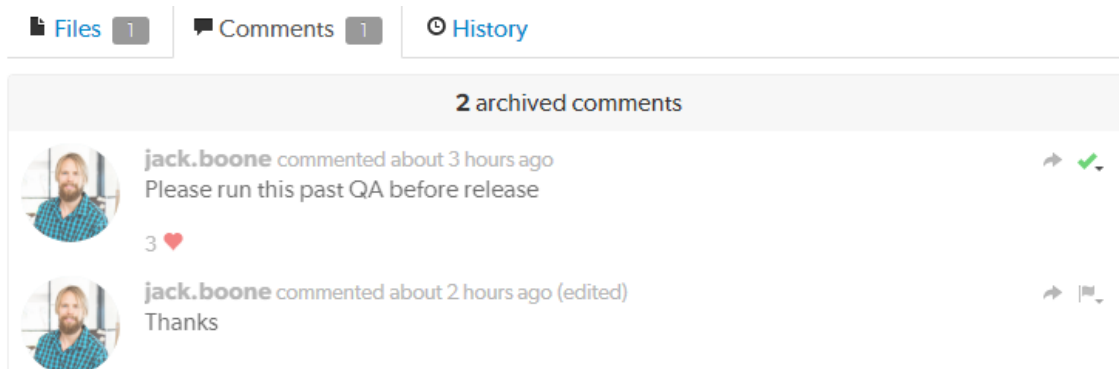 Files 1 Comments 1 History
2 archived comments
jack.boone commented about 3 hours ago
Please run this past QA before release
3
jack.boone commented about 2 hours ago (edited)
Thanks